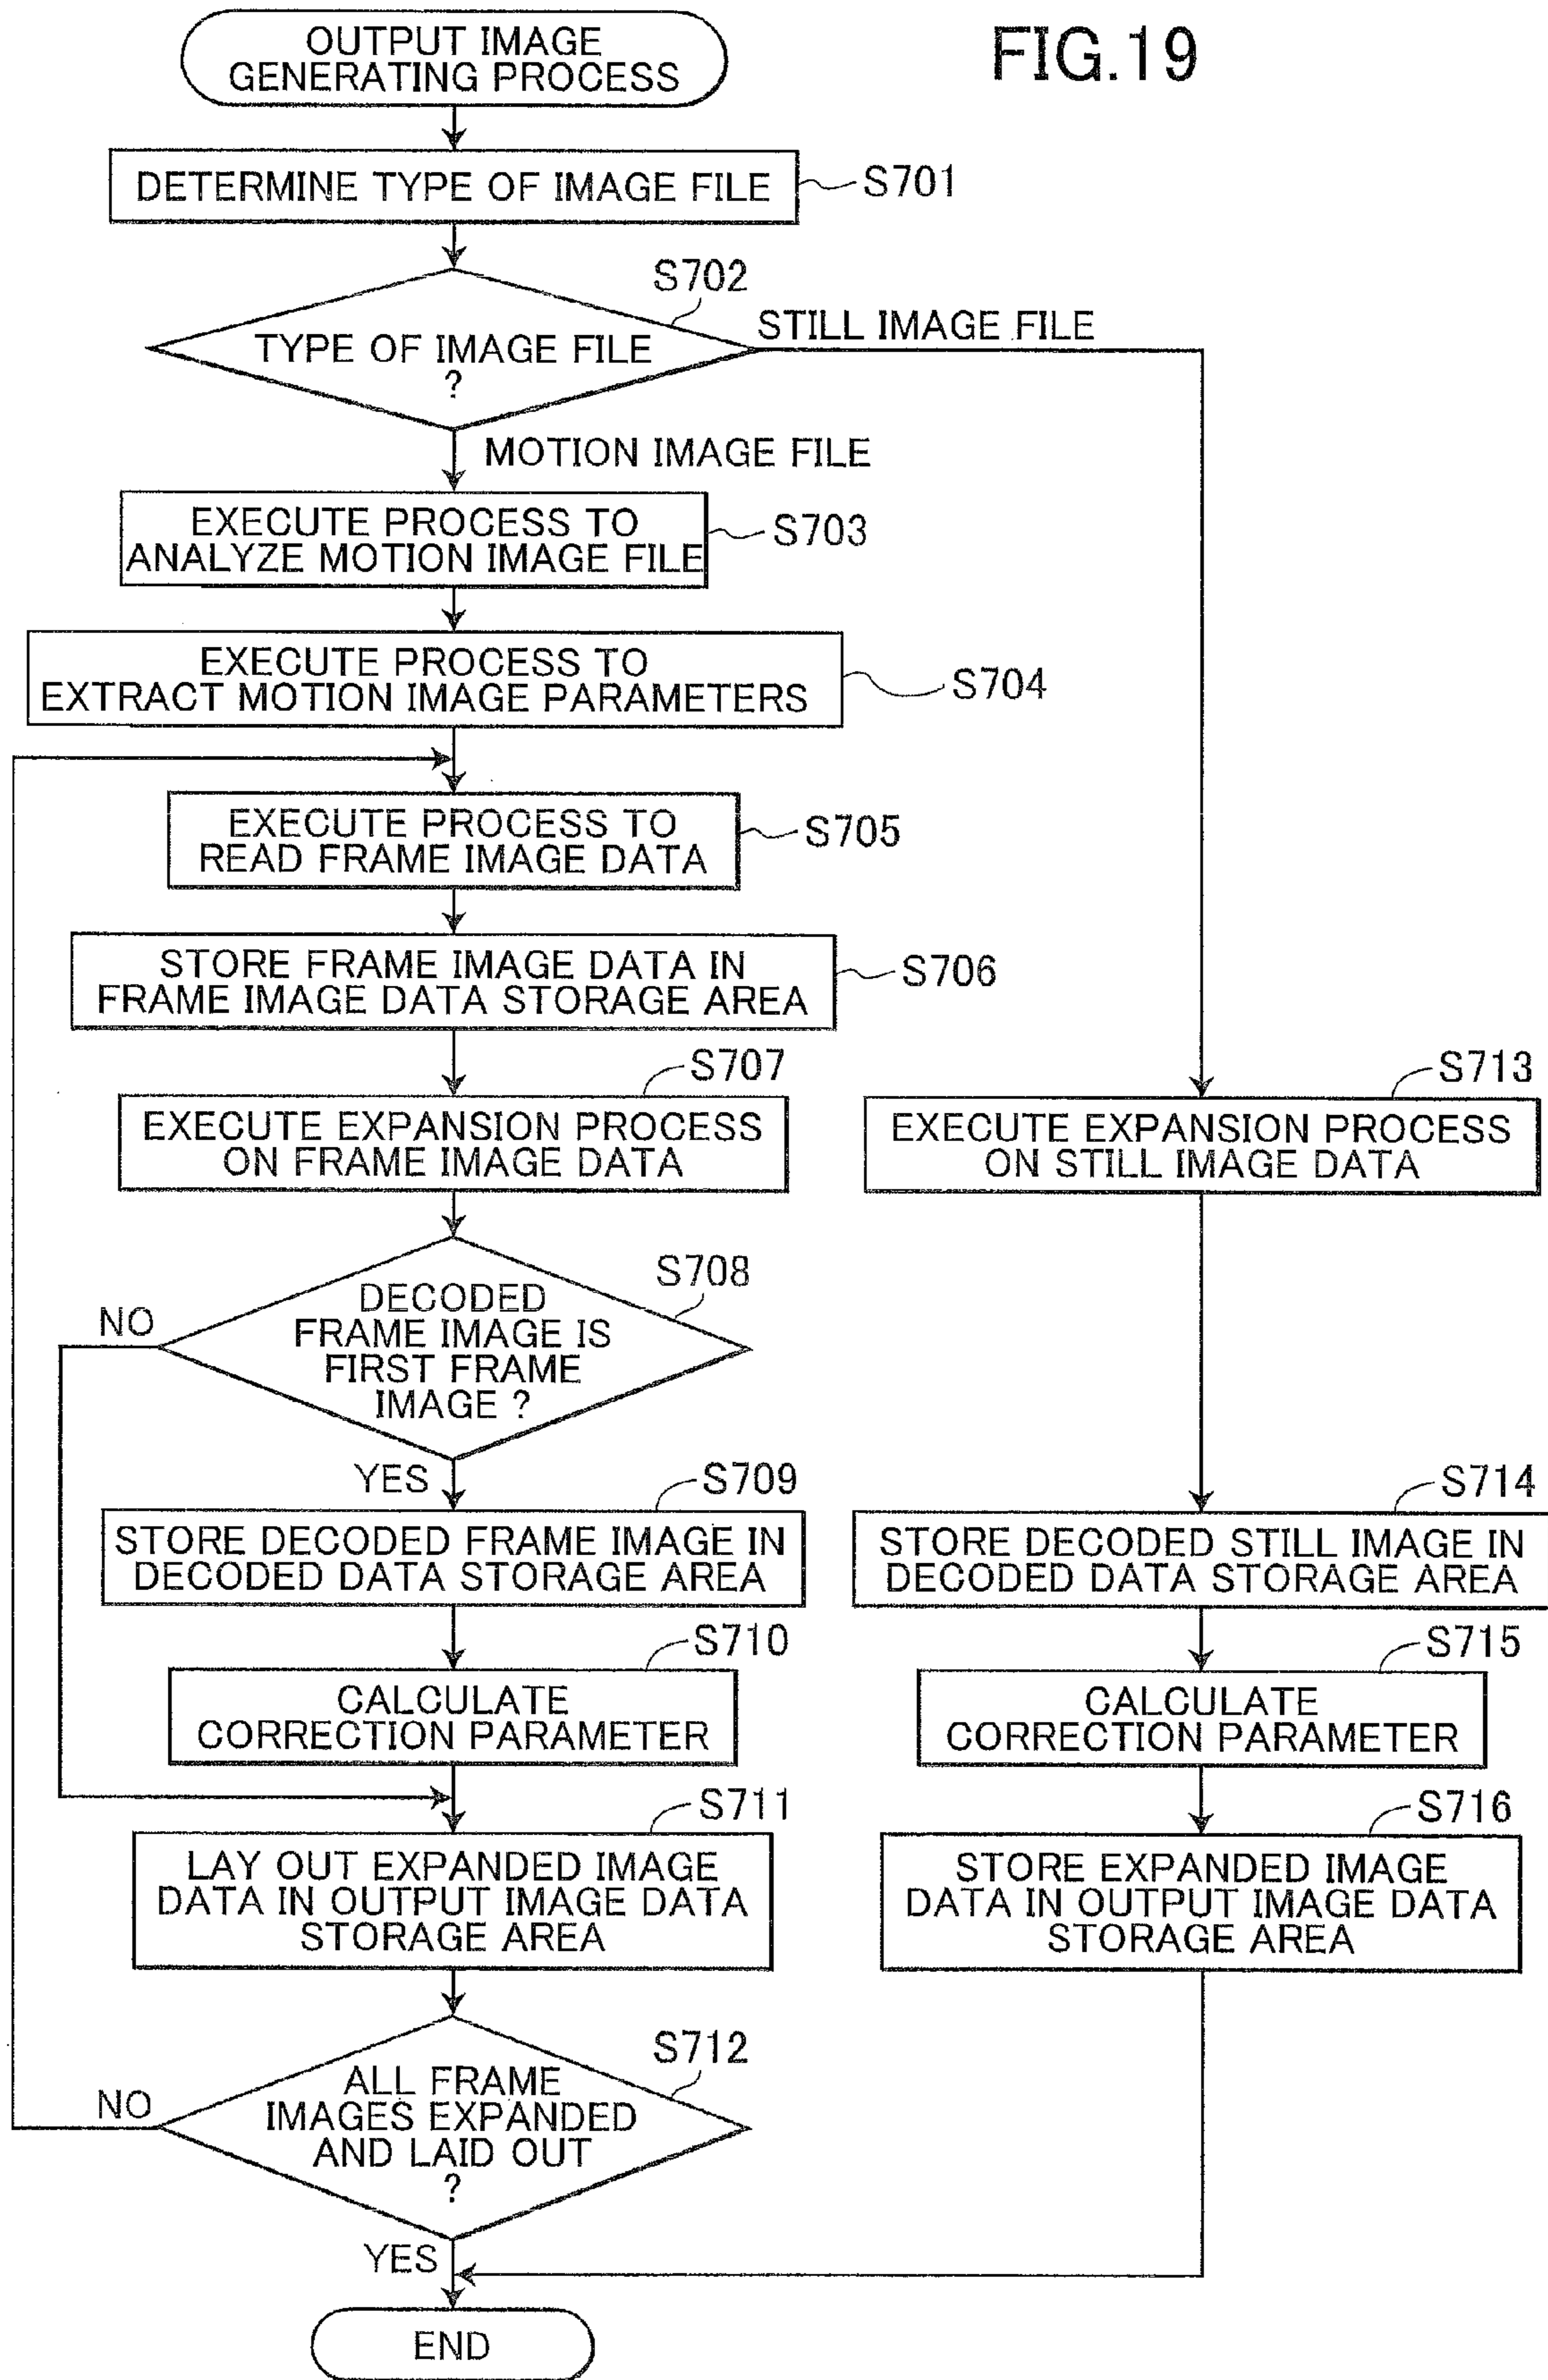 FIG.19
OUTPUT IMAGE
GENERATING PROCESS
DETERMINE TYPE OF IMAGE FILE
S701
S702
TYPE OF IMAGE FILE
?
STILL IMAGE FILE
MOTION IMAGE FILE
EXECUTE PROCESS TO
ANALYZE MOTION IMAGE FILE
S703
EXECUTE PROCESS TO
EXTRACT MOTION IMAGE PARAMETERS
S704
EXECUTE PROCESS TO
READ FRAME IMAGE DATA
S705
STORE FRAME IMAGE DATA IN
FRAME IMAGE DATA STORAGE AREA
S706
S707
EXECUTE EXPANSION PROCESS
ON FRAME IMAGE DATA
S708
DECODED
FRAME IMAGE IS
FIRST FRAME
IMAGE ?
NO
YES
S709
STORE DECODED FRAME IMAGE IN
DECODED DATA STORAGE AREA
S710
CALCULATE
CORRECTION PARAMETER
S711
LAY OUT EXPANDED IMAGE
DATA IN OUTPUT IMAGE DATA
STORAGE AREA
S712
ALL FRAME
IMAGES EXPANDED
AND LAID OUT
?
NO
YES
S713
EXECUTE EXPANSION PROCESS
ON STILL IMAGE DATA
S714
STORE DECODED STILL IMAGE IN
DECODED DATA STORAGE AREA
S715
CALCULATE
CORRECTION PARAMETER
S716
STORE EXPANDED IMAGE
DATA IN OUTPUT IMAGE DATA
STORAGE AREA
END